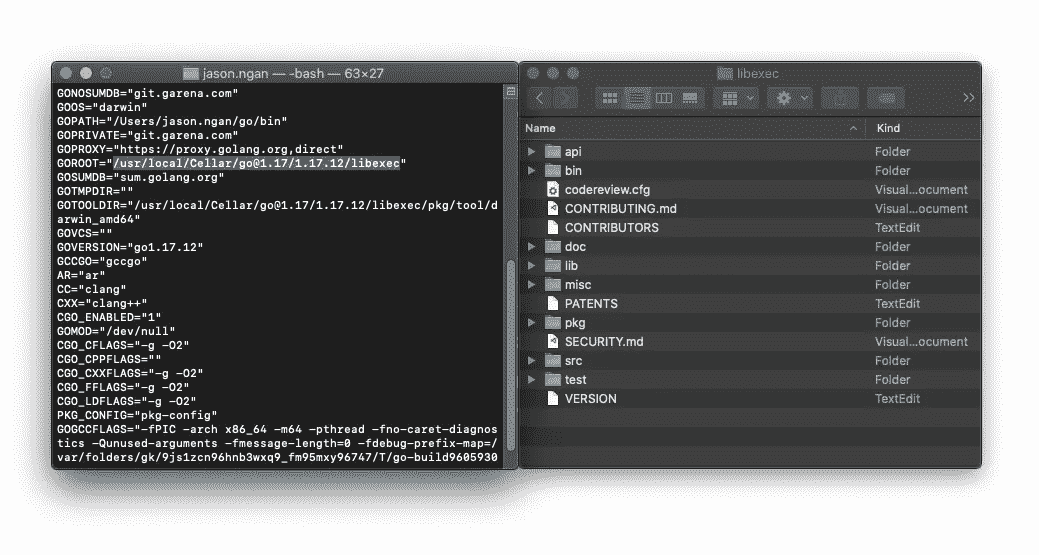 jason.ngan — -bash — 63×27
GONOSUMDB="git.garena.com"
GOOS="darwin"
GOPATH="/Users/jason.ngan/go/bin"
GOPRIVATE="git.garena.com"
GOPROXY="https://proxy.golang.org,direct"
GOROOT="/usr/local/Cellar/go@1.17/1.17.12/libexec"
GOSUMDB="sum.golang.org"
GOTMPDIR=""
GOTOOLDIR="/usr/local/Cellar/go@1.17/1.17.12/libexec/pkg/tool/d
arwin_amd64"
GOVCS=""
GOVERSION="go1.17.12"
GCCGO="gccgo"
AR="ar"
CC="clang"
CXX="clang++"
CGO_ENABLED="1"
GOMOD="/dev/null"
CGO_CFLAGS="-g -O2"
CGO_CPPFLAGS=""
CGO_CXXFLAGS="-g -O2"
CGO_FFLAGS="-g -O2"
CGO_LDFLAGS="-g -O2"
PKG_CONFIG="pkg-config"
GOGCCFLAGS="-fPIC -arch x86_64 -m64 -pthread -fno-caret-diagnos
tics -Qunused-arguments -fmessage-length=0 -fdebug-prefix-map=/
var/folders/gk/9js1zcn96hnb3wxq9_fm95mxy96747/T/go-build9605930
libexec
Name Kind
api Folder
bin Folder
codereview.cfg Visual...ocument
CONTRIBUTING.md Visual...ocument
CONTRIBUTORS TextEdit
doc Folder
lib Folder
misc Folder
PATENTS TextEdit
pkg Folder
SECURITY.md Visual...ocument
src Folder
test Folder
VERSION TextEdit